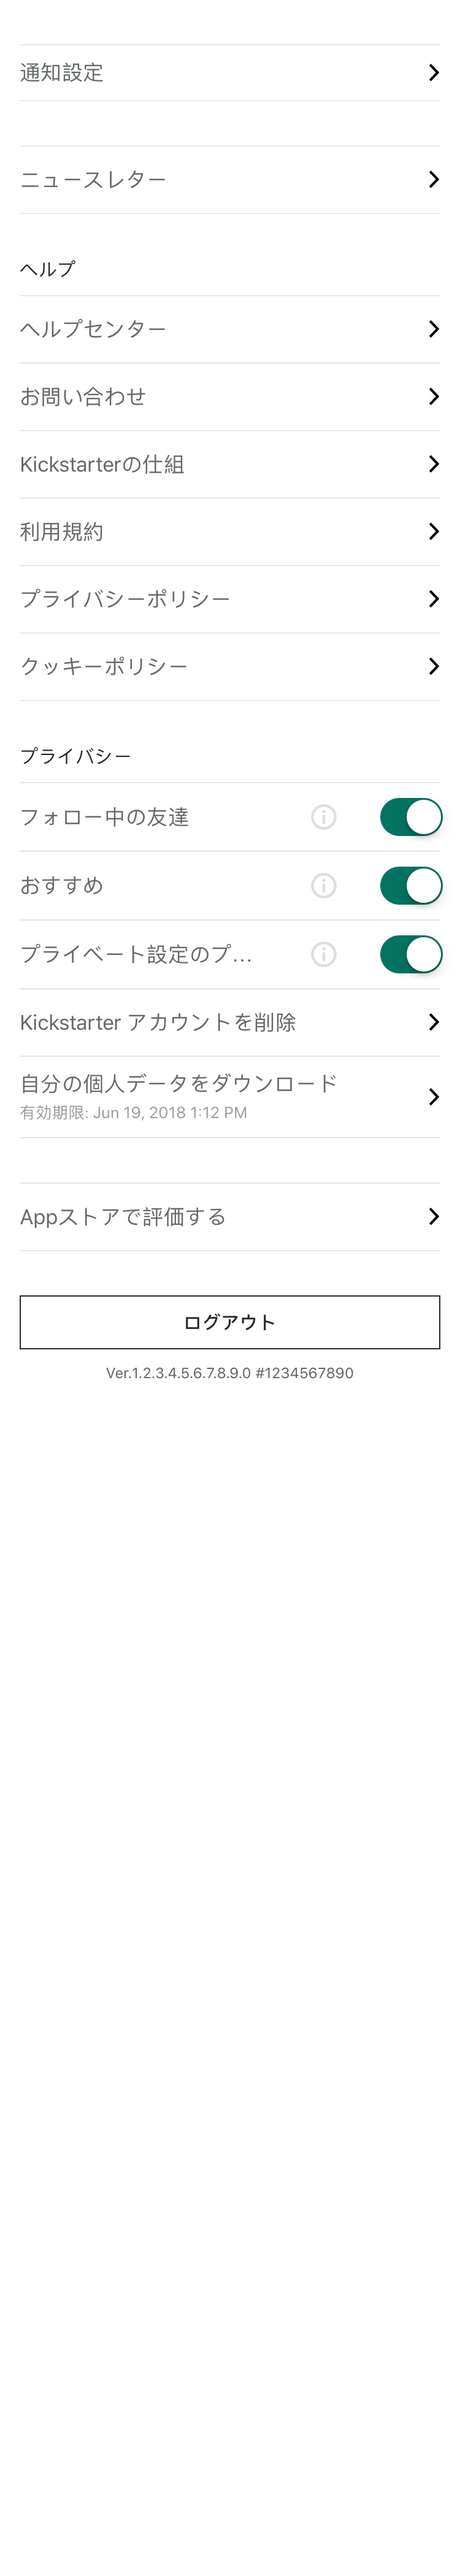 通知設定
ニュースレター
ヘルプ
ヘルプセンター
お問い合わせ
Kickstarterの仕組
利用規約
プライバシーポリシー
クッキーポリシー
プライバシー
フォロー中の友達
おすすめ
プライベート設定のプ...
Kickstarter アカウントを削除
自分の個人データをダウンロード
有効期限: Jun 19, 2018 1:12 PM
Appストアで評価する
ログアウト
Ver.1.2.3.4.5.6.7.8.9.0 #1234567890